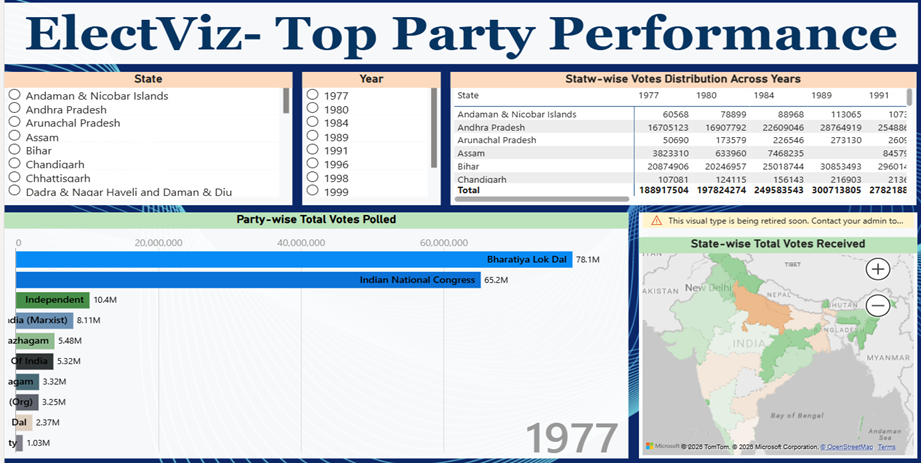 ElectViz- Top Party Performance
State
Andaman & Nicobar Islands
Andhra Pradesh
Arunachal Pradesh
Assam
Bihar
Chandigarh
Chhattisgarh
Dadra & Nagar Haveli and Daman & Diu
Year
1977
1980
1984
1989
1991
1996
1998
1999
Statw-wise Votes Distribution Across Years
State 1977 1980 1984 1989 1991
Andaman & Nicobar Islands 60568 78899 88968 113065 1073
Andhra Pradesh 16705123 16907792 22609046 28764919 254886
Arunachal Pradesh 50690 173579 226546 273130 2609
Assam 3823310 633960 7468235 84579
Bihar 20874906 20246957 25018744 30853493 296014
Chandigarh 107081 124115 156143 216903 2136
Total 188917504 197824274 249583543 300713805 2782188
Party-wise Total Votes Polled
0 20,000,000 40,000,000 60,000,000
Bharatiya Lok Dal 78.1M
Indian National Congress 65.2M
Independent 10.4M
dia (Marxist) 8.11M
azhagam 5.48M
Of India 5.32M
agam 3.32M
(Org) 3.25M
Dal 2.37M
ty 1.03M
1977
This visual type is being retired soon. Contact your admin to...
State-wise Total Votes Received
TIBET
AKISTAN
New Delhi
NEPAL
BHUTAN
NGLADESH
INDIA
MYANMAR
Bay of Bengal
Andaman
Sea
Microsoft © 2026 TomTom, © 2026 Microsoft Corporation, © OpenStreetMap Terms